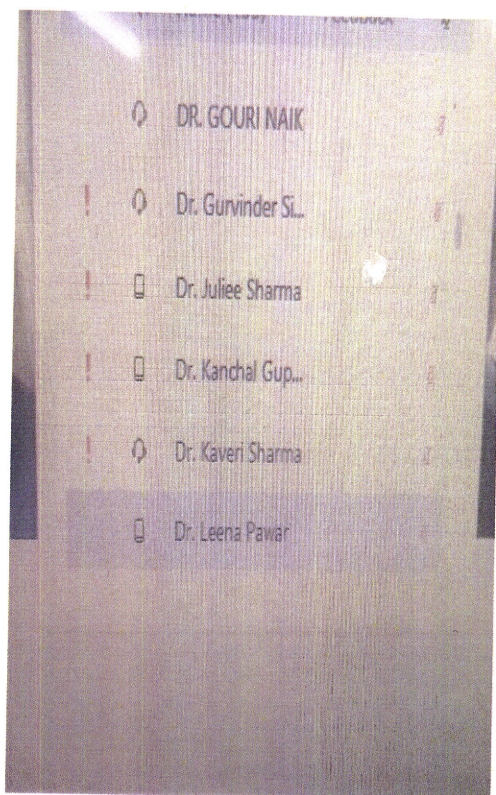 DR. GOURI NAIK
! Dr. Gurvinder Si...
! Dr. Juliee Sharma
! Dr. Kanchal Gup...
! Dr. Kaveri Sharma
Dr. Leena Pawar